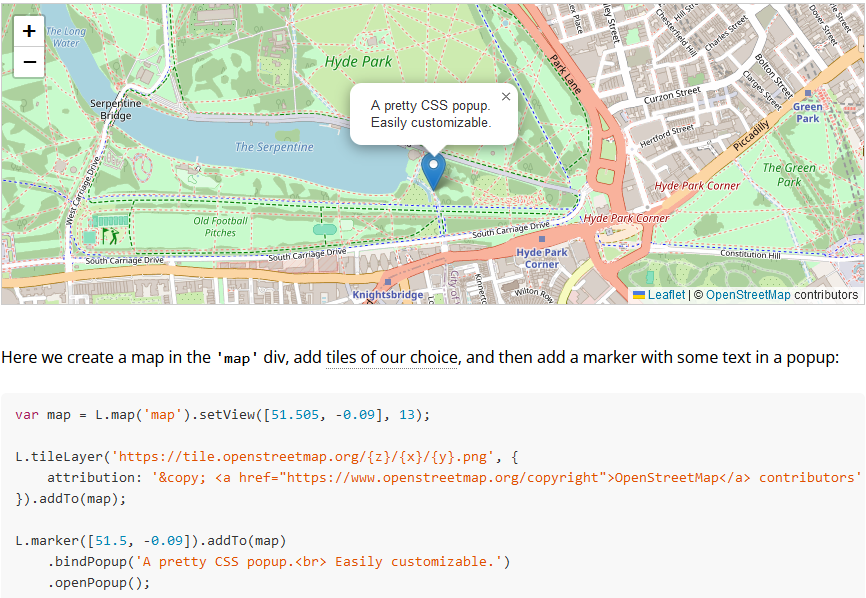 +
−
The Long
Water
Hyde Park
Serpentine
Bridge
The Serpentine
A pretty CSS popup.
Easily customizable.
×
Park Lane
Chesterfield Hill
Charles Street
Bolton Street
Clarges Street
Dover Street
Curzon Street
Hertford Street
Piccadilly
Green
Park
The Green
Park
Hyde Park Corner
Hyde Park Corner
West Carriage Drive
Old Football
Pitches
South Carriage Drive
South Carriage Drive
South Carriage Drive
Hyde Park
Corner
Constitution Hill
Knightsbridge
City of
Wilton Row
Leaflet | © OpenStreetMap contributors
Here we create a map in the 'map' div, add tiles of our choice, and then add a marker with some text in a popup:
var map = L.map('map').setView([51.505, -0.09], 13);
L.tileLayer('https://tile.openstreetmap.org/{z}/{x}/{y}.png', {
    attribution: '&copy; <a href="https://www.openstreetmap.org/copyright">OpenStreetMap</a> contributors'
}).addTo(map);
L.marker([51.5, -0.09]).addTo(map)
    .bindPopup('A pretty CSS popup.<br> Easily customizable.')
    .openPopup();